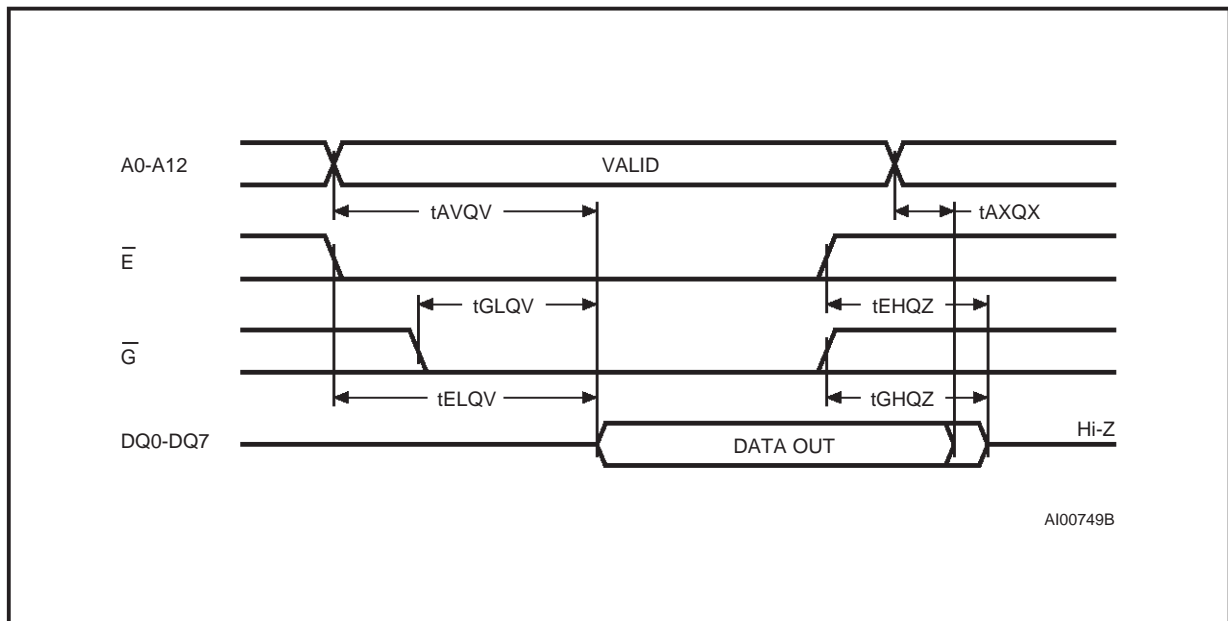 A0-A12
VALID
tAVQV
tAXQX
E
tGLQV
tEHQZ
G
tELQV
tGHQZ
DQ0-DQ7
DATA OUT
Hi-Z
AI00749B